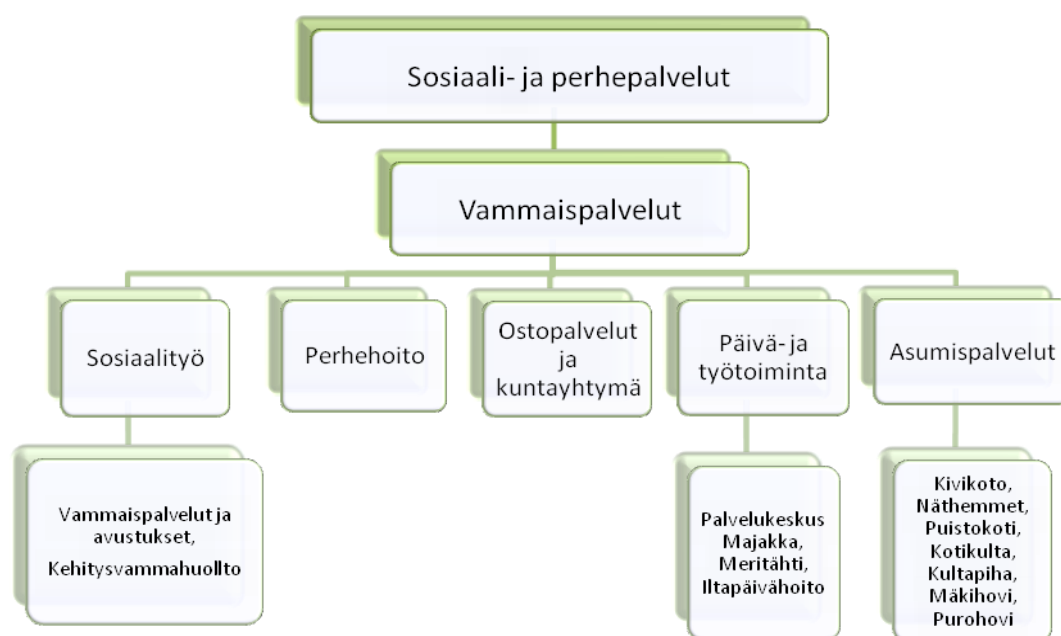 Sosiaali- ja perhepalvelut
Vammaispalvelut
Sosiaalityö
Perhehoito
Ostopalvelut
ja
kuntayhtymä
Päivä- ja
työtoiminta
Asumispalvelut
Vammaispalvelut ja
avustukset,
Kehitysvammahuollto
Palvelukeskus
Majakka,
Meritähti,
Iltapäivähoito
Kivikoto,
Näthemmet,
Puistokoti,
Kotikulta,
Kultapiha,
Mäkihovi,
Purohovi